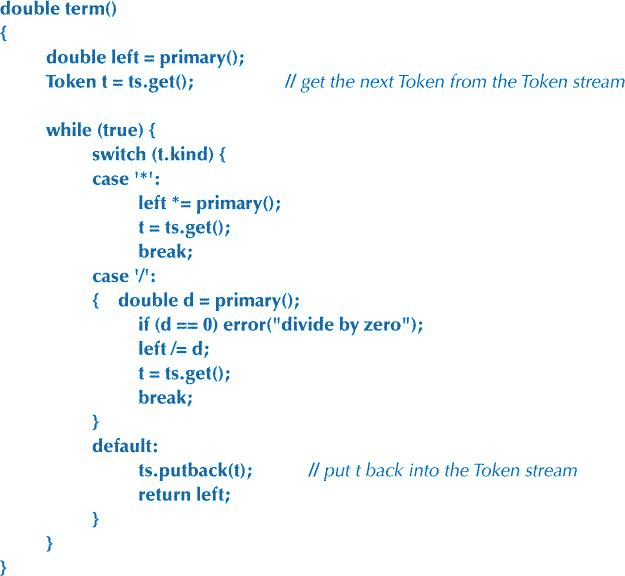 double term()
{
     double left = primary();
     Token t = ts.get();               // get the next Token from the Token stream

     while (true) {
          switch (t.kind) {
          case '*':
               left *= primary();
               t = ts.get();
               break;
          case '/':
          {    double d = primary();
               if (d == 0) error("divide by zero");
               left /= d;
               t = ts.get();
               break;
          }
          default:
               ts.putback(t);         // put t back into the Token stream
               return left;
          }
     }
}